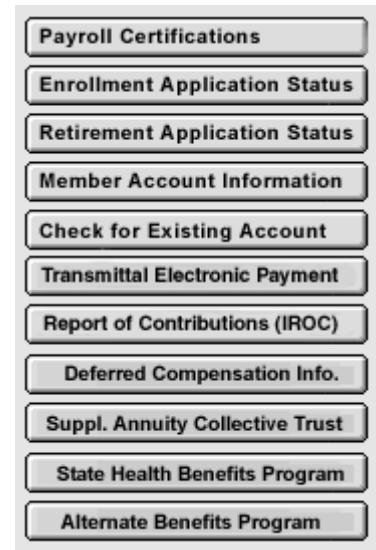 Payroll Certifications
Enrollment Application Status
Retirement Application Status
Member Account Information
Check for Existing Account
Transmittal Electronic Payment
Report of Contributions (IROC)
Deferred Compensation Info.
Suppl. Annuity Collective Trust
State Health Benefits Program
Alternate Benefits Program